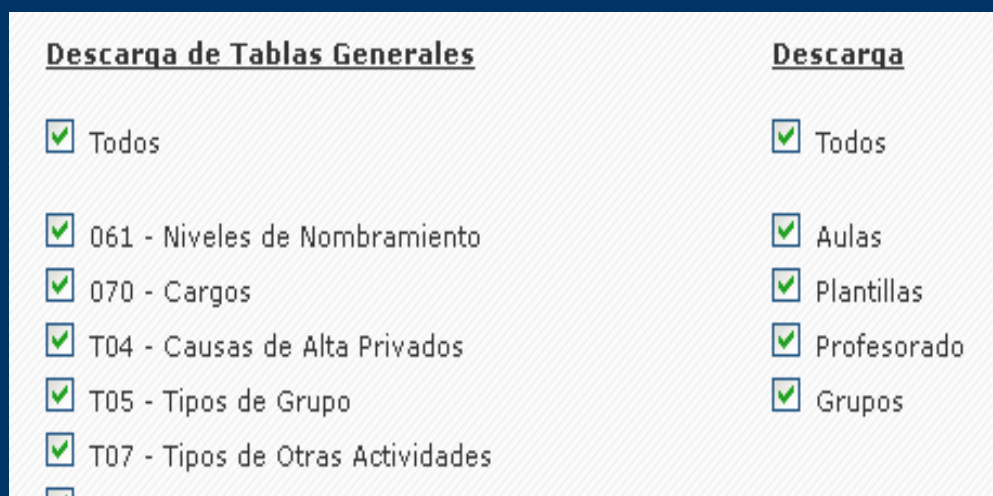 Descarga de Tablas Generales
Todos
061 - Niveles de Nombramiento
070 - Cargos
T04 - Causas de Alta Privados
T05 - Tipos de Grupo
T07 - Tipos de Otras Actividades
Descarga
Todos
Aulas
Plantillas
Profesorado
Grupos